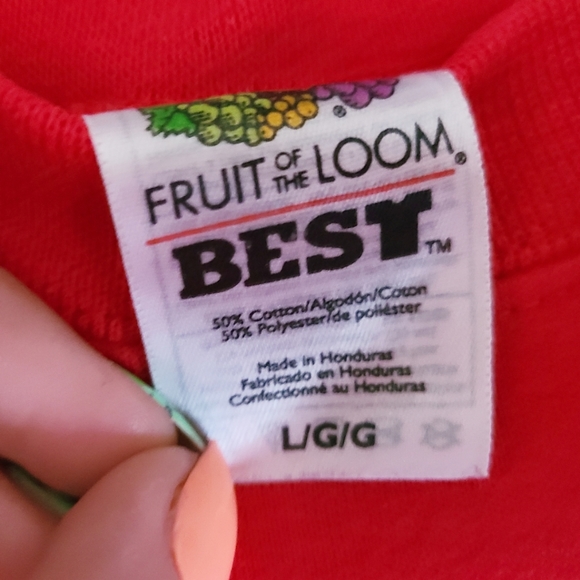 ®
FRUIT OF THE LOOM®
BEST™
50% Cotton/Algodón/Coton
50% Polyester/de poliéster
Made in Honduras
Fabricado en Honduras
Confectionné au Honduras
L/G/G